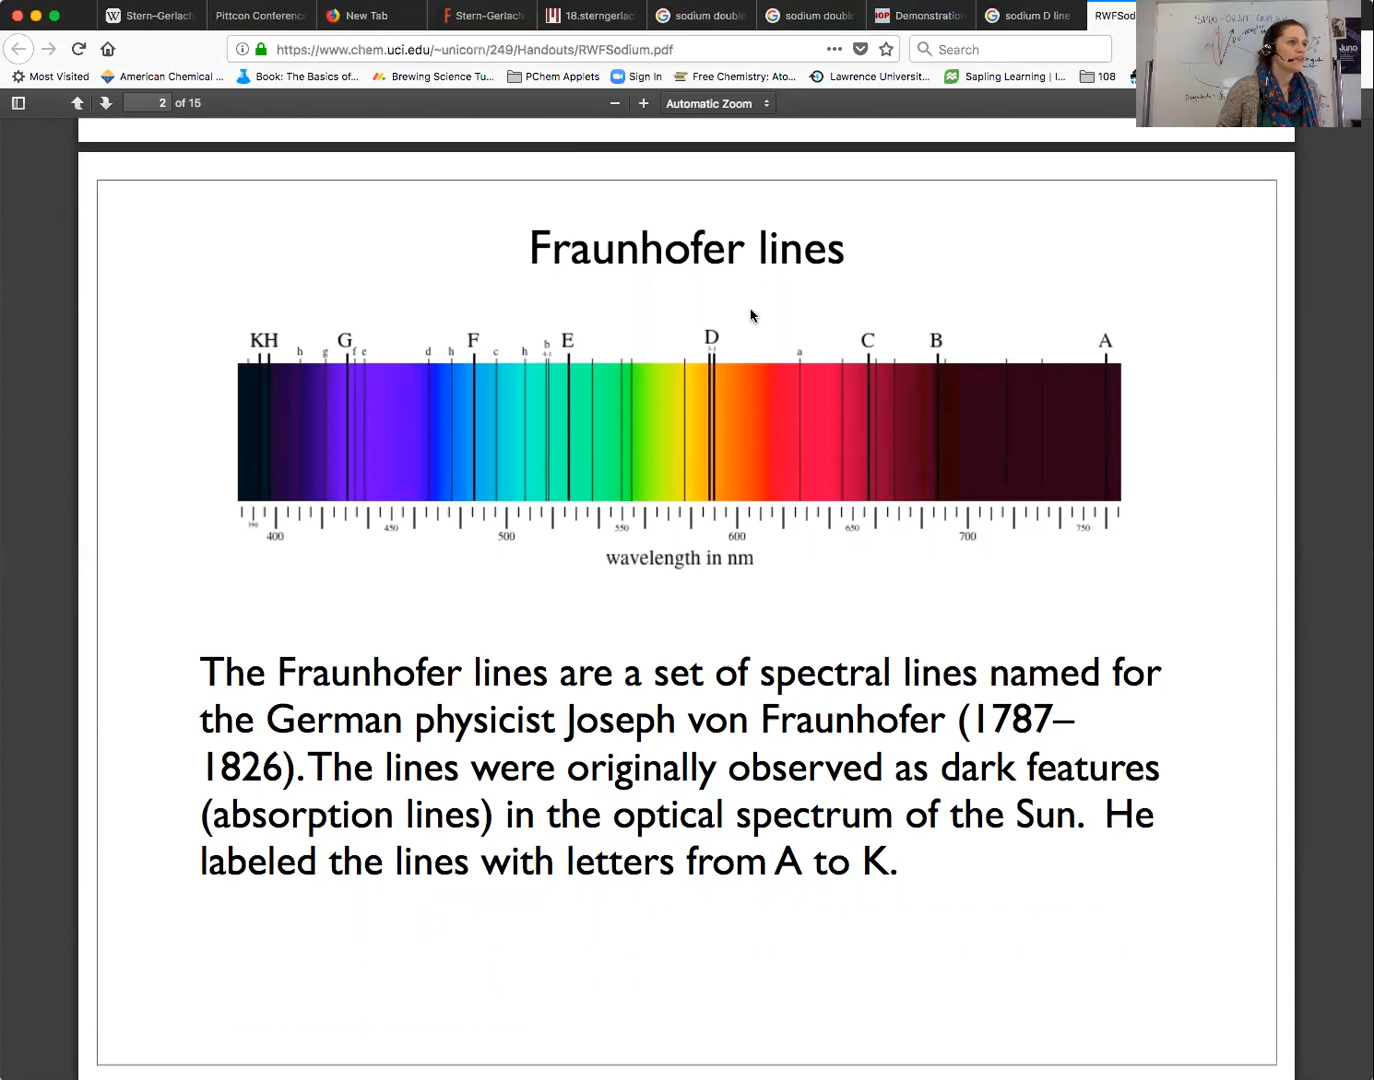 Stern–Gerlach
Pittcon Conferenc
New Tab
Stern-Gerlach
18.sterngerlac
sodium double
sodium double
Demonstratio
sodium D line
RWFSod
https://www.chem.uci.edu/~unicorn/249/Handouts/RWFSodium.pdf
Search
Most Visited
American Chemical ...
Book: The Basics of...
Brewing Science Tu...
PChem Applets
Sign In
Free Chemistry: Ato...
Lawrence Universit...
Sapling Learning | I...
108
2 of 15
Automatic Zoom
SPIN-ORBIT
Juno
Fraunhofer lines
KH G F E D C B A
h g f e d h c h b a
400 450 500 550 600 650 700 750
wavelength in nm
The Fraunhofer lines are a set of spectral lines named for
the German physicist Joseph von Fraunhofer (1787–
1826). The lines were originally observed as dark features
(absorption lines) in the optical spectrum of the Sun. He
labeled the lines with letters from A to K.